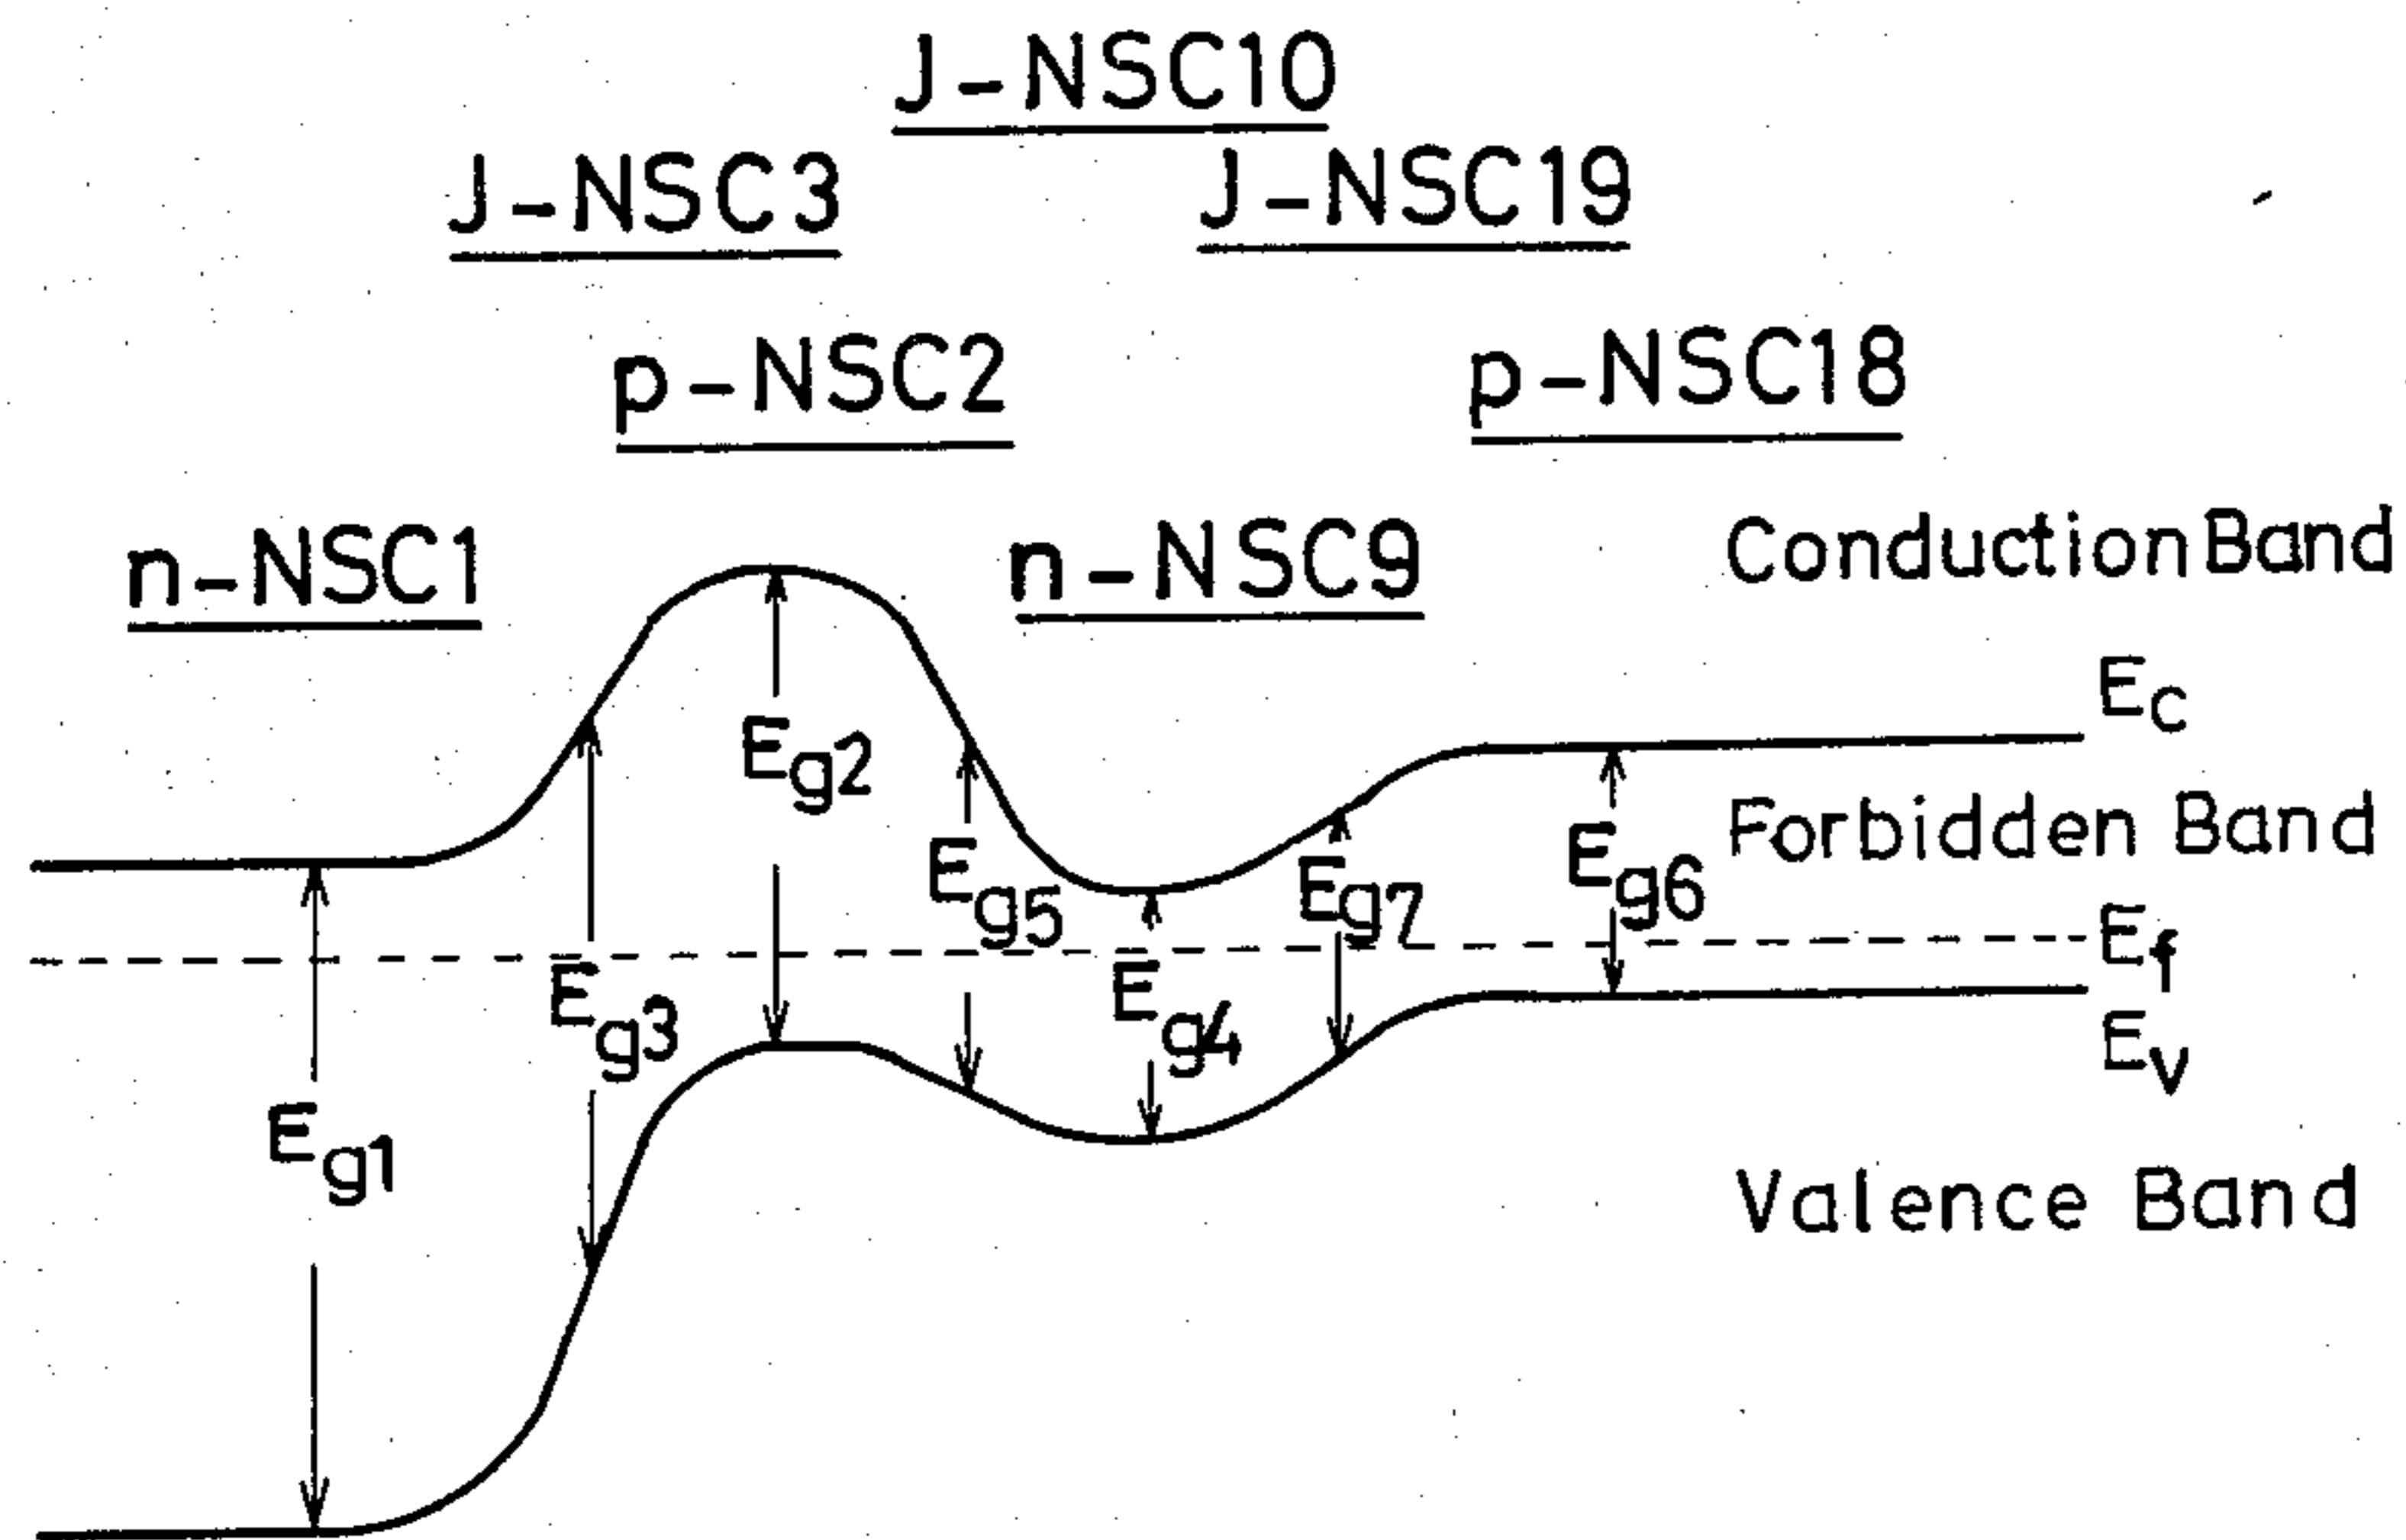 J-NSC10
J-NSC3
J-NSC19
p-NSC2
p-NSC18
n-NSC1
n-NSC9
Conduction Band
Ec
Eg2
Forbidden Band
Eg5
Eg7
Eg6
Ef
Eg3
Eg4
Ev
Eg1
Valence Band